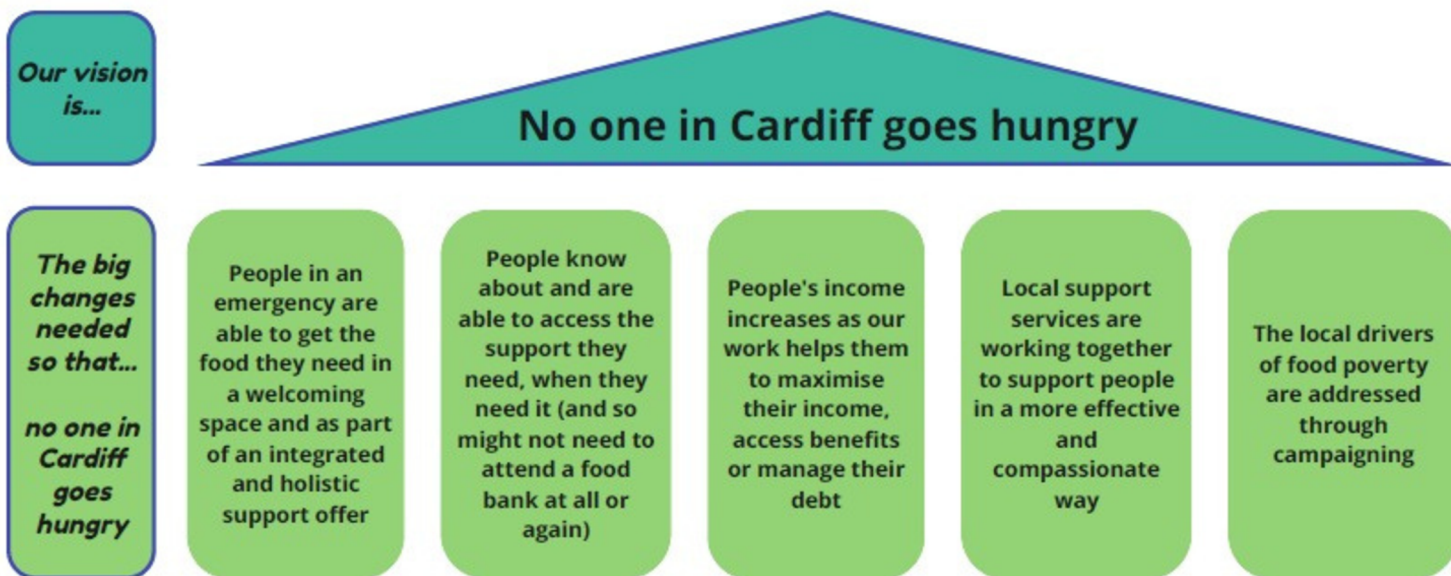 Our vision
is...
No one in Cardiff goes hungry
The big
changes
needed
so that...
no one in
Cardiff
goes
hungry
People in an
emergency are
able to get the
food they need in
a welcoming
space and as part
of an integrated
and holistic
support offer
People know
about and are
able to access the
support they
need, when they
need it (and so
might not need to
attend a food
bank at all or
again)
People's income
increases as our
work helps them
to maximise
their income,
access benefits
or manage their
debt
Local support
services are
working together
to support people
in a more effective
and
compassionate
way
The local drivers
of food poverty
are addressed
through
campaigning